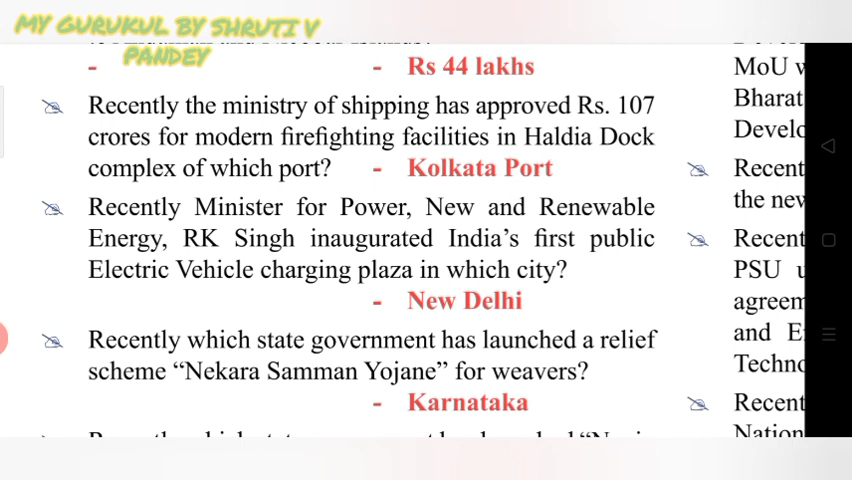 MY GURUKUL BY SHRUTI V
PANDEY
- - Rs 44 lakhs
Recently the ministry of shipping has approved Rs. 107
crores for modern firefighting facilities in Haldia Dock
complex of which port? - Kolkata Port
Recently Minister for Power, New and Renewable
Energy, RK Singh inaugurated India's first public
Electric Vehicle charging plaza in which city?
- New Delhi
Recently which state government has launched a relief
scheme “Nekara Samman Yojane” for weavers?
- Karnataka
MoU w
Bharat
Develo
Recent
the new
Recent
PSU u
agreem
and E
Techno
Recent
Nation